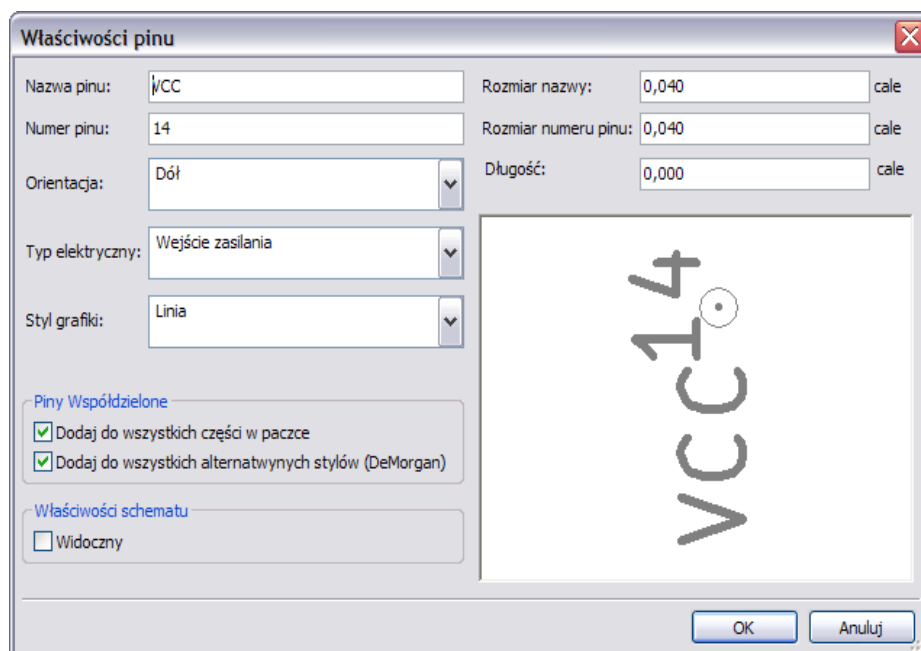 Właściwości pinu
Nazwa pinu: VCC
Numer pinu: 14
Orientacja: Dół
Typ elektryczny: Wejście zasilania
Styl grafiki: Linia
Piny Współdzielone
Dodaj do wszystkich części w paczce
Dodaj do wszystkich alternatwynych stylów (DeMorgan)
Właściwości schematu
Widoczny
Rozmiar nazwy: 0,040 cale
Rozmiar numeru pinu: 0,040 cale
Długość: 0,000 cale
VCC 14
OK Anuluj